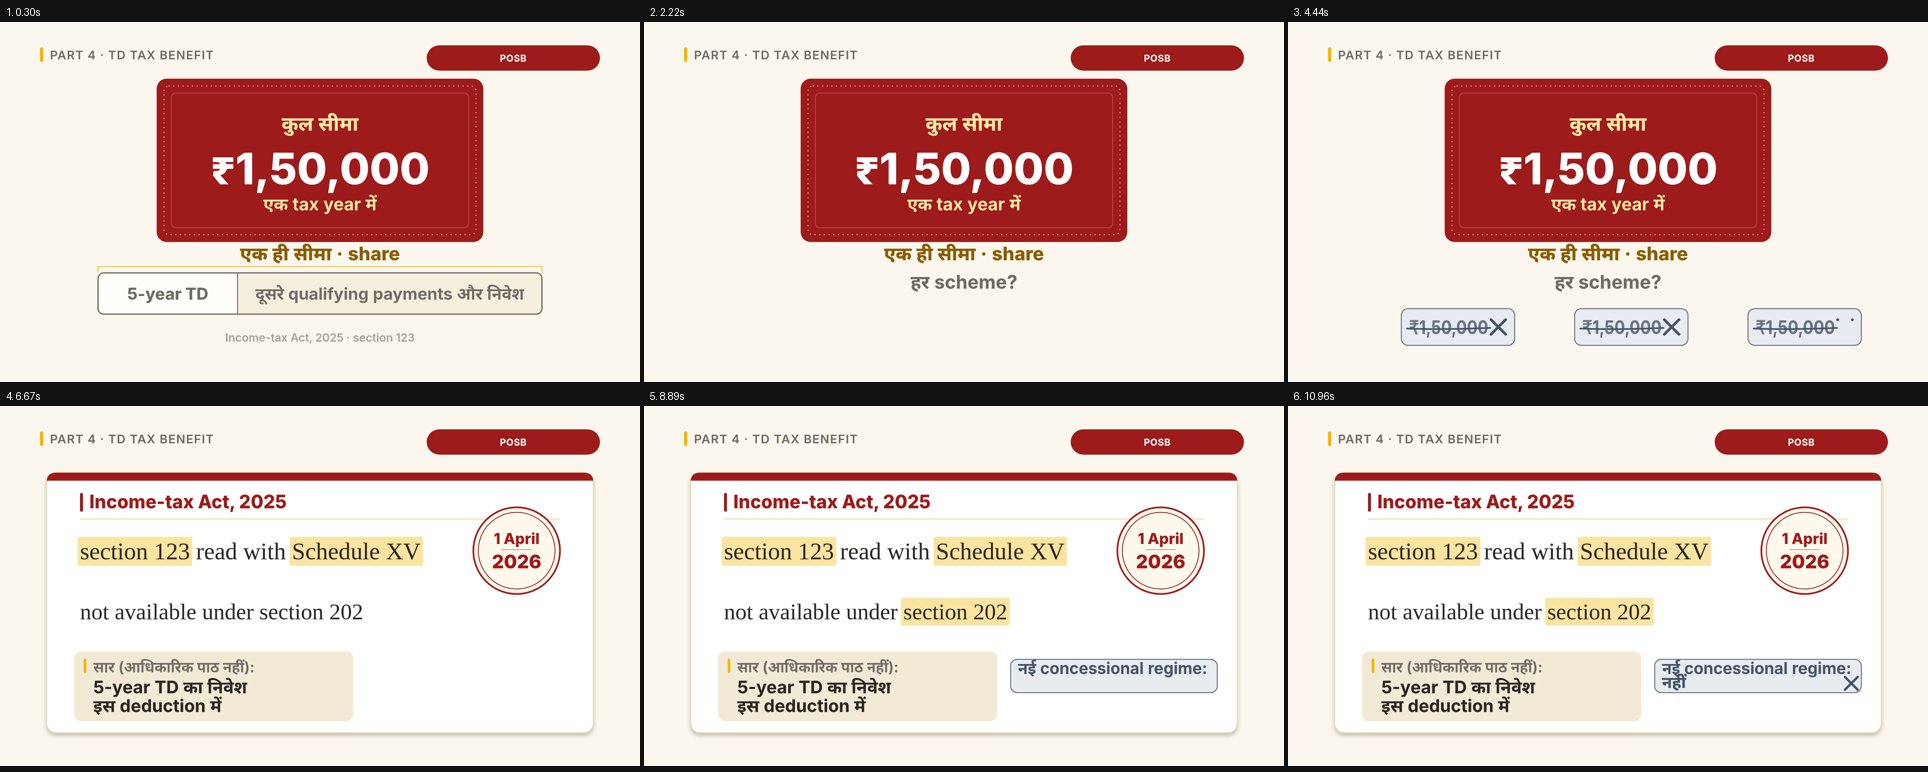 1. 0.30s
PART 4 · TD TAX BENEFIT
POSB
कुल सीमा
₹1,50,000
एक tax year में
एक ही सीमा · share
5-year TD
दूसरे qualifying payments और निवेश
Income-tax Act, 2025 · section 123
2. 2.22s
PART 4 · TD TAX BENEFIT
POSB
कुल सीमा
₹1,50,000
एक tax year में
एक ही सीमा · share
हर scheme?
3. 4.44s
PART 4 · TD TAX BENEFIT
POSB
कुल सीमा
₹1,50,000
एक tax year में
एक ही सीमा · share
हर scheme?
₹1,50,000
₹1,50,000
₹1,50,000
4. 6.67s
PART 4 · TD TAX BENEFIT
POSB
Income-tax Act, 2025
section 123 read with Schedule XV
1 April
2026
not available under section 202
सार (आधिकारिक पाठ नहीं):
5-year TD का निवेश
इस deduction में
5. 8.89s
PART 4 · TD TAX BENEFIT
POSB
Income-tax Act, 2025
section 123 read with Schedule XV
1 April
2026
not available under section 202
सार (आधिकारिक पाठ नहीं):
5-year TD का निवेश
इस deduction में
नई concessional regime:
6. 10.96s
PART 4 · TD TAX BENEFIT
POSB
Income-tax Act, 2025
section 123 read with Schedule XV
1 April
2026
not available under section 202
सार (आधिकारिक पाठ नहीं):
5-year TD का निवेश
इस deduction में
नई concessional regime:
नहीं